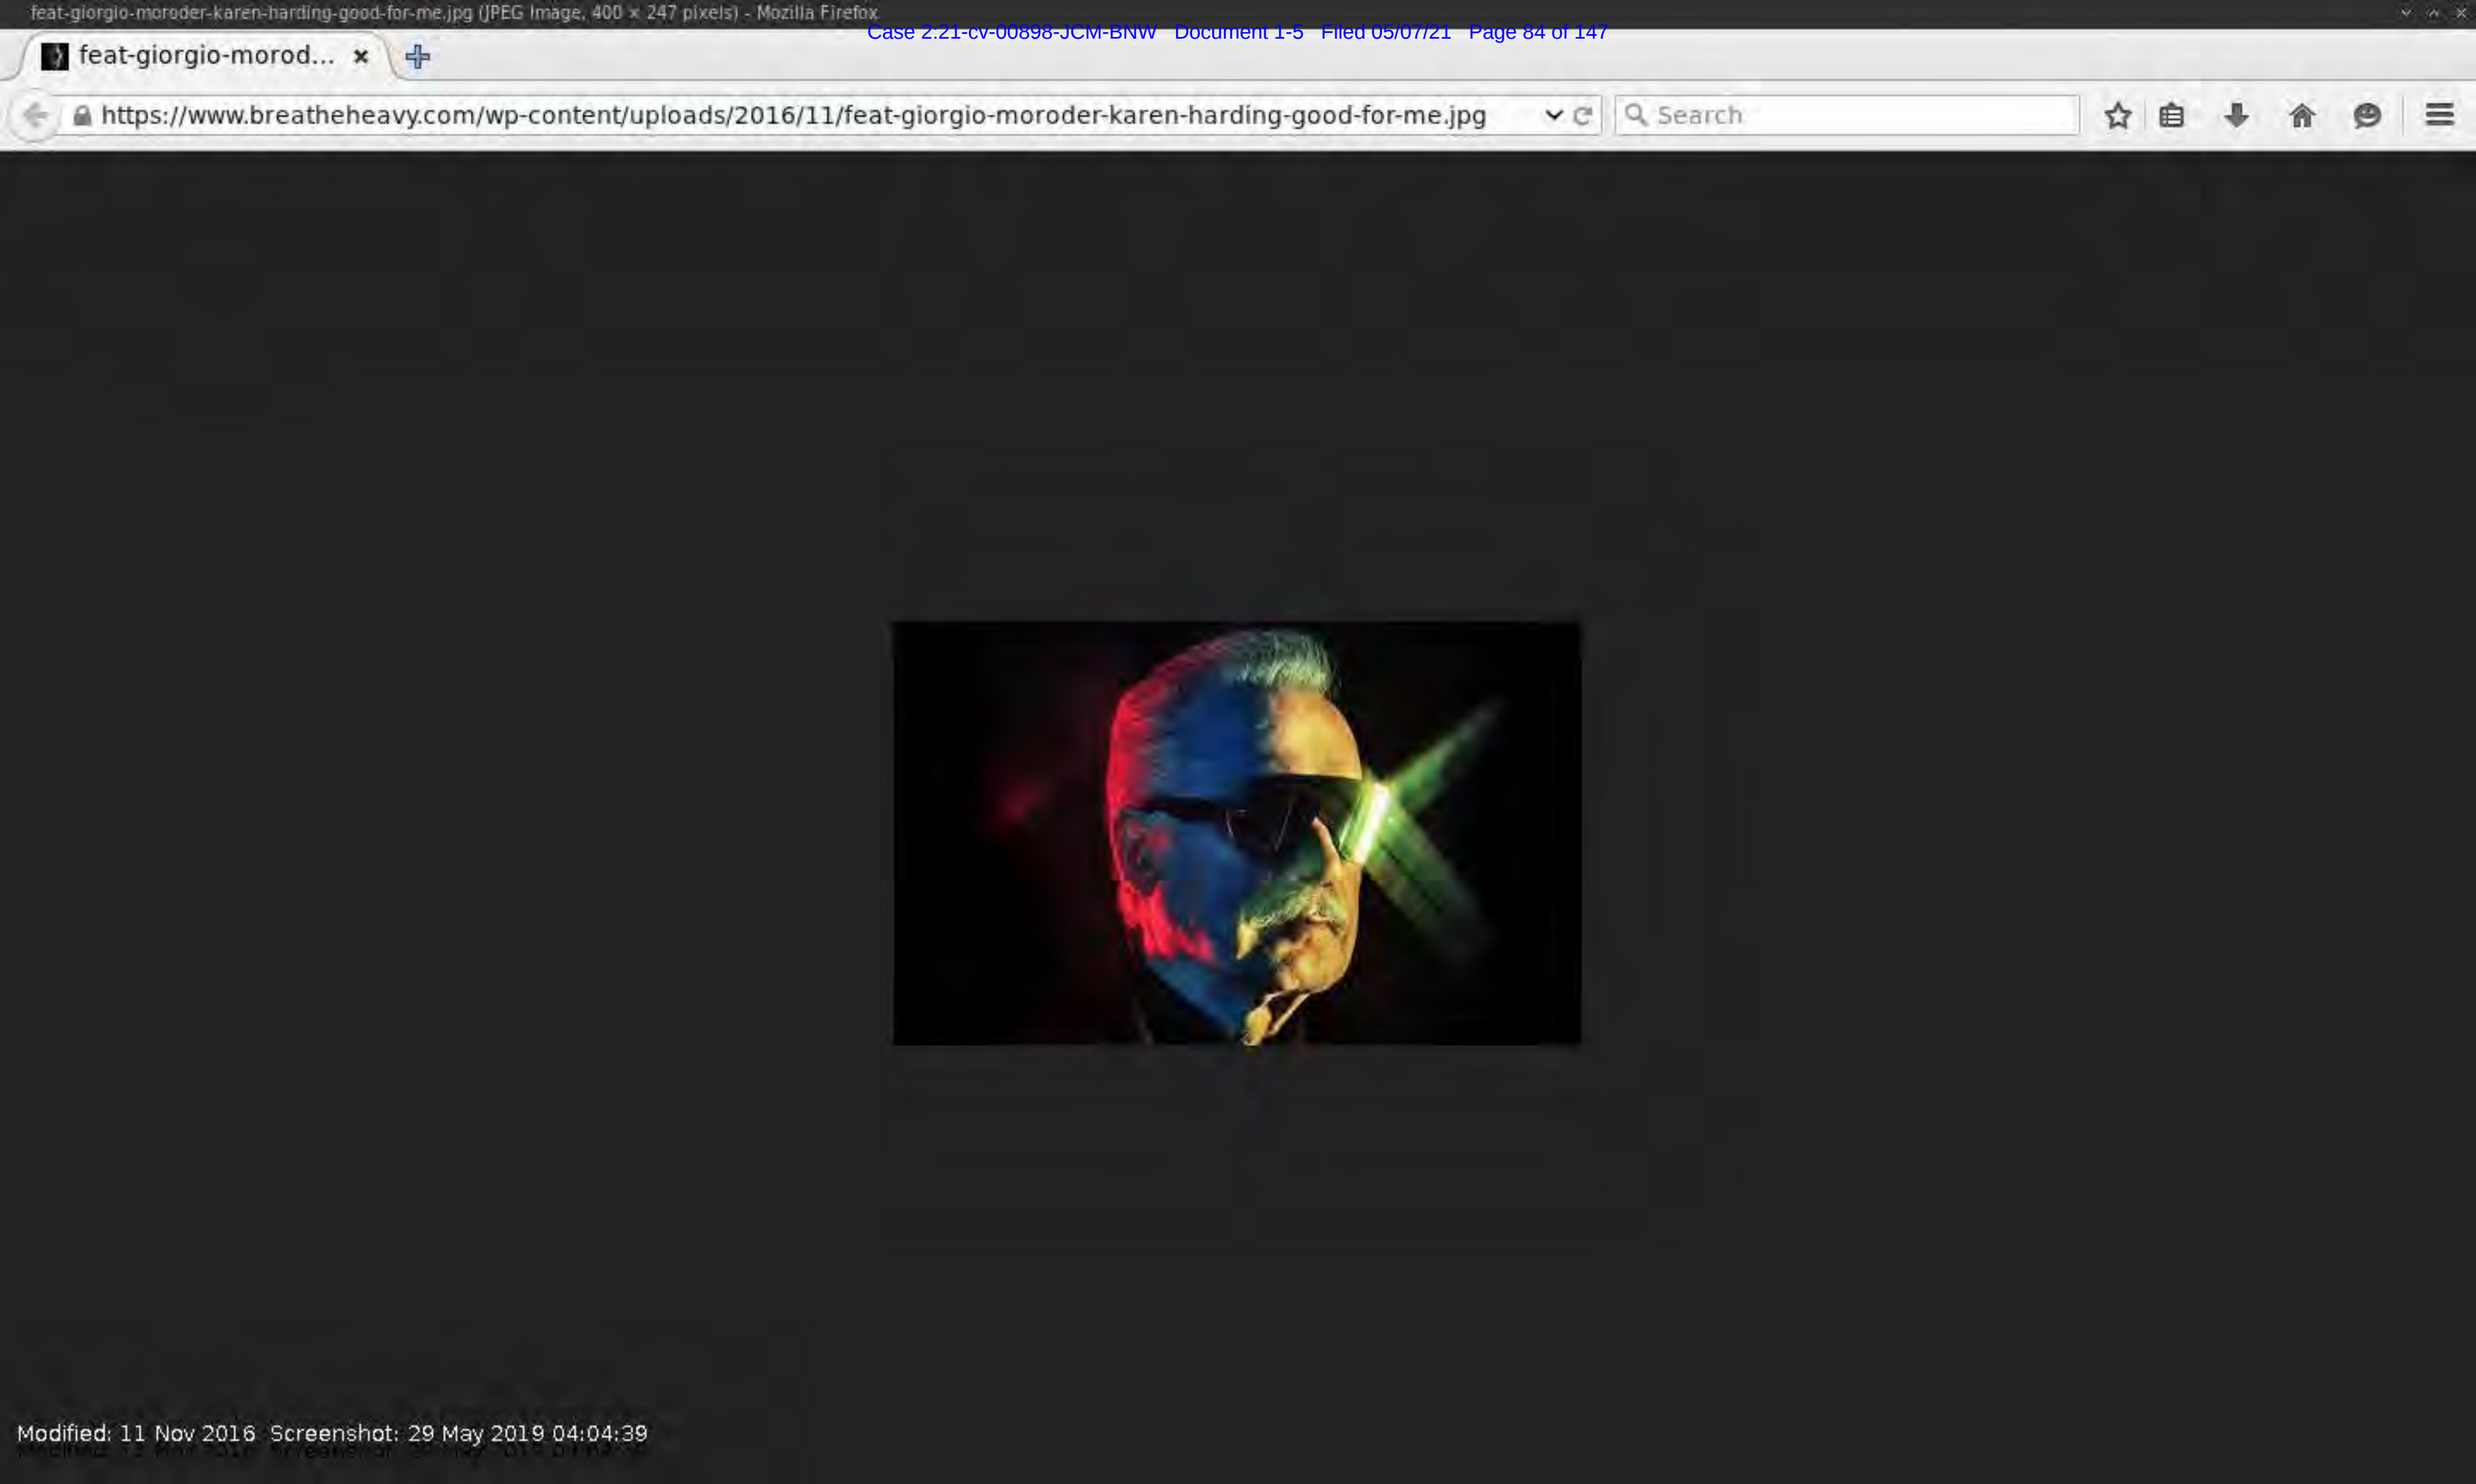 feat-giorgio-moroder-karen-harding-good-for-me.jpg (JPEG Image, 400 × 247 pixels) - Mozilla Firefox
Case 2:21-cv-00898-JCM-BNW Document 1-5 Filed 05/07/21 Page 84 of 147
feat-giorgio-morod...
https://www.breatheheavy.com/wp-content/uploads/2016/11/feat-giorgio-moroder-karen-harding-good-for-me.jpg
Search
Modified: 11 Nov 2016 Screenshot: 29 May 2019 04:04:39